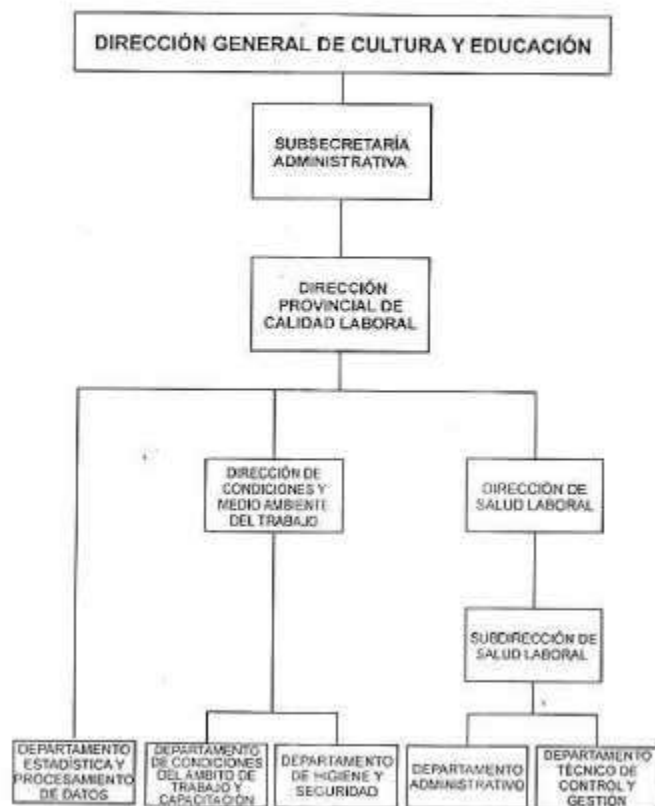 DIRECCIÓN GENERAL DE CULTURA Y EDUCACIÓN
SUBSECRETARÍA
ADMINISTRATIVA
DIRECCIÓN
PROVINCIAL DE
CALIDAD LABORAL
DIRECCIÓN DE
CONDICIONES Y
MEDIO AMBIENTE
DEL TRABAJO
DIRECCIÓN DE
SALUD LABORAL
SUBDIRECCIÓN DE
SALUD LABORAL
DEPARTAMENTO
ESTADÍSTICA Y
PROCESAMIENTO
DE DATOS
DEPARTAMENTO
DE CONDICIONES
DEL ÁMBITO DE
TRABAJO Y
CAPACITACIÓN
DEPARTAMENTO
DE HIGIENE Y
SEGURIDAD
DEPARTAMENTO
ADMINISTRATIVO
DEPARTAMENTO
TÉCNICO DE
CONTROL Y
GESTIÓN